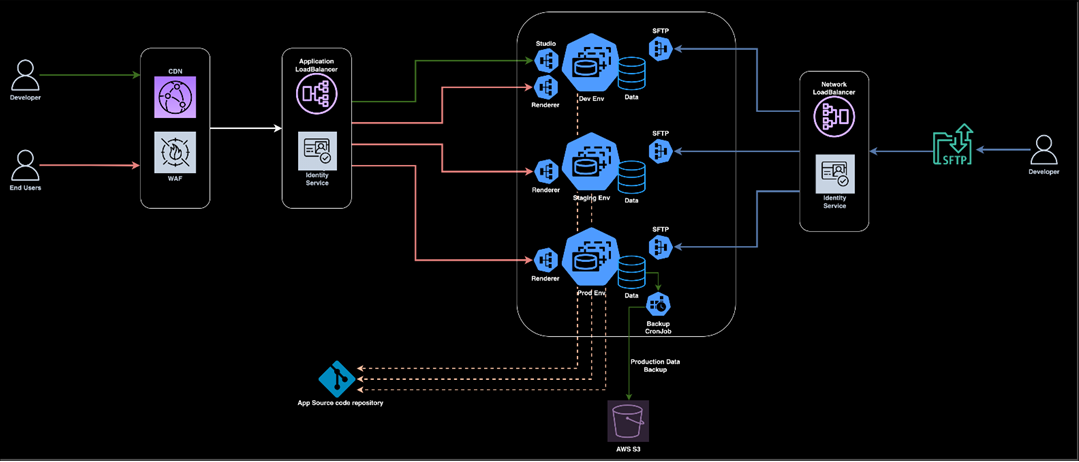 Developer
End Users
CDN
WAF
Application
LoadBalancer
Identity
Service
Studio
Renderer
Dev Env
Data
SFTP
Renderer
Staging Env
Data
SFTP
Renderer
Prod Env
Data
SFTP
Backup
CronJob
Production Data
Backup
AWS S3
App Source code repository
Network
LoadBalancer
Identity
Service
SFTP
Developer